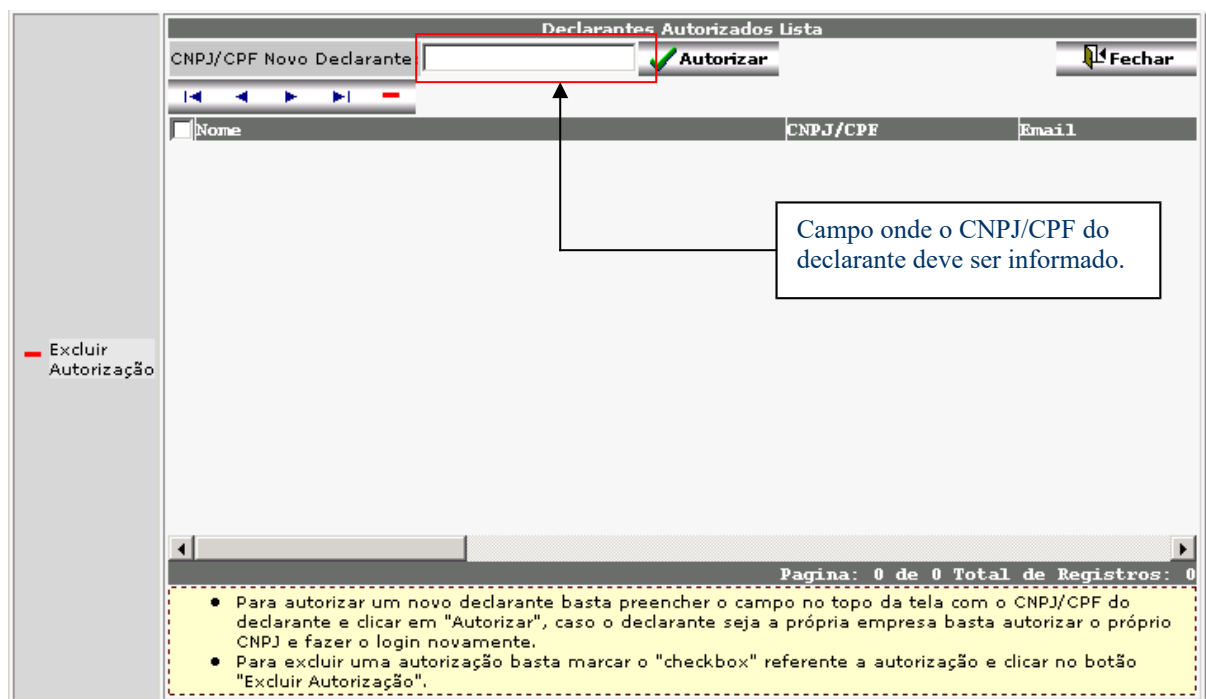 Declarantes Autorizados Lista
CNPJ/CPF Novo Declarante
Autorizar
Fechar
Nome CNPJ/CPF Email
Campo onde o CNPJ/CPF do
declarante deve ser informado.
Excluir
Autorização
Pagina: 0 de 0 Total de Registros: 0
• Para autorizar um novo declarante basta preencher o campo no topo da tela com o CNPJ/CPF do
declarante e clicar em "Autorizar", caso o declarante seja a própria empresa basta autorizar o próprio
CNPJ e fazer o login novamente.
• Para excluir uma autorização basta marcar o "checkbox" referente a autorização e clicar no botão
"Excluir Autorização".